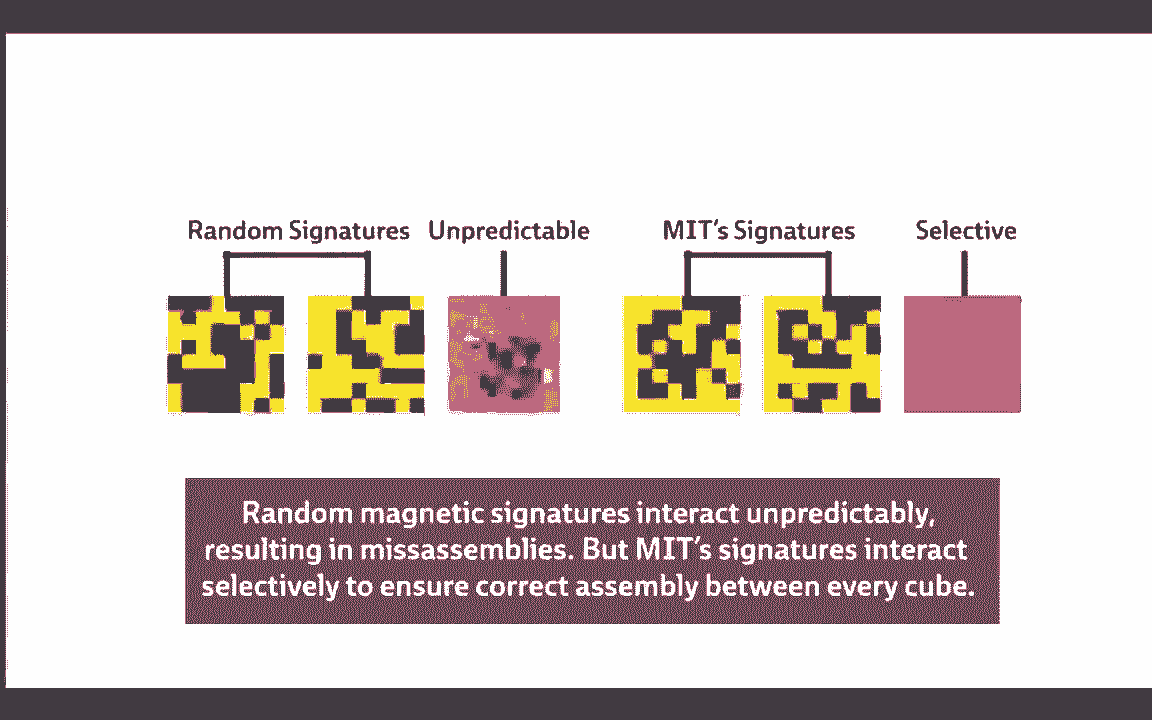 Random Signatures Unpredictable MIT's Signatures Selective
Random magnetic signatures interact unpredictably,
resulting in missassemblies. But MIT's signatures interact
selectively to ensure correct assembly between every cube.